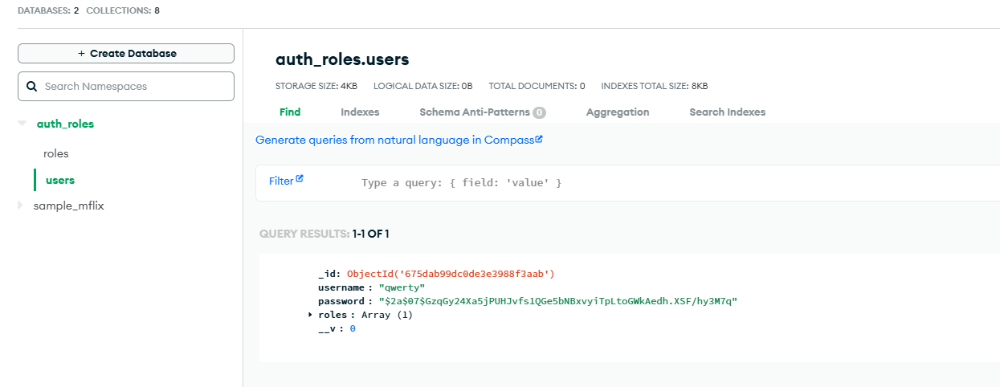 DATABASES: 2 COLLECTIONS: 8
+ Create Database
Search Namespaces
auth_roles
roles
users
sample_mflix
auth_roles.users
STORAGE SIZE: 4KB LOGICAL DATA SIZE: 0B TOTAL DOCUMENTS: 0 INDEXES TOTAL SIZE: 8KB
Find Indexes Schema Anti-Patterns 0 Aggregation Search Indexes
Generate queries from natural language in Compass
Filter Type a query: { field: 'value' }
QUERY RESULTS: 1-1 OF 1
_id: ObjectId('675dab99dc0de3e3988f3aab')
username : "qwerty"
password : "$2a$07$GzqGy24Xa5jPUHJvfs1QGe5bNBxvyiTpLtoGWkAedh.XSF/hy3M7q"
roles : Array (1)
__v : 0